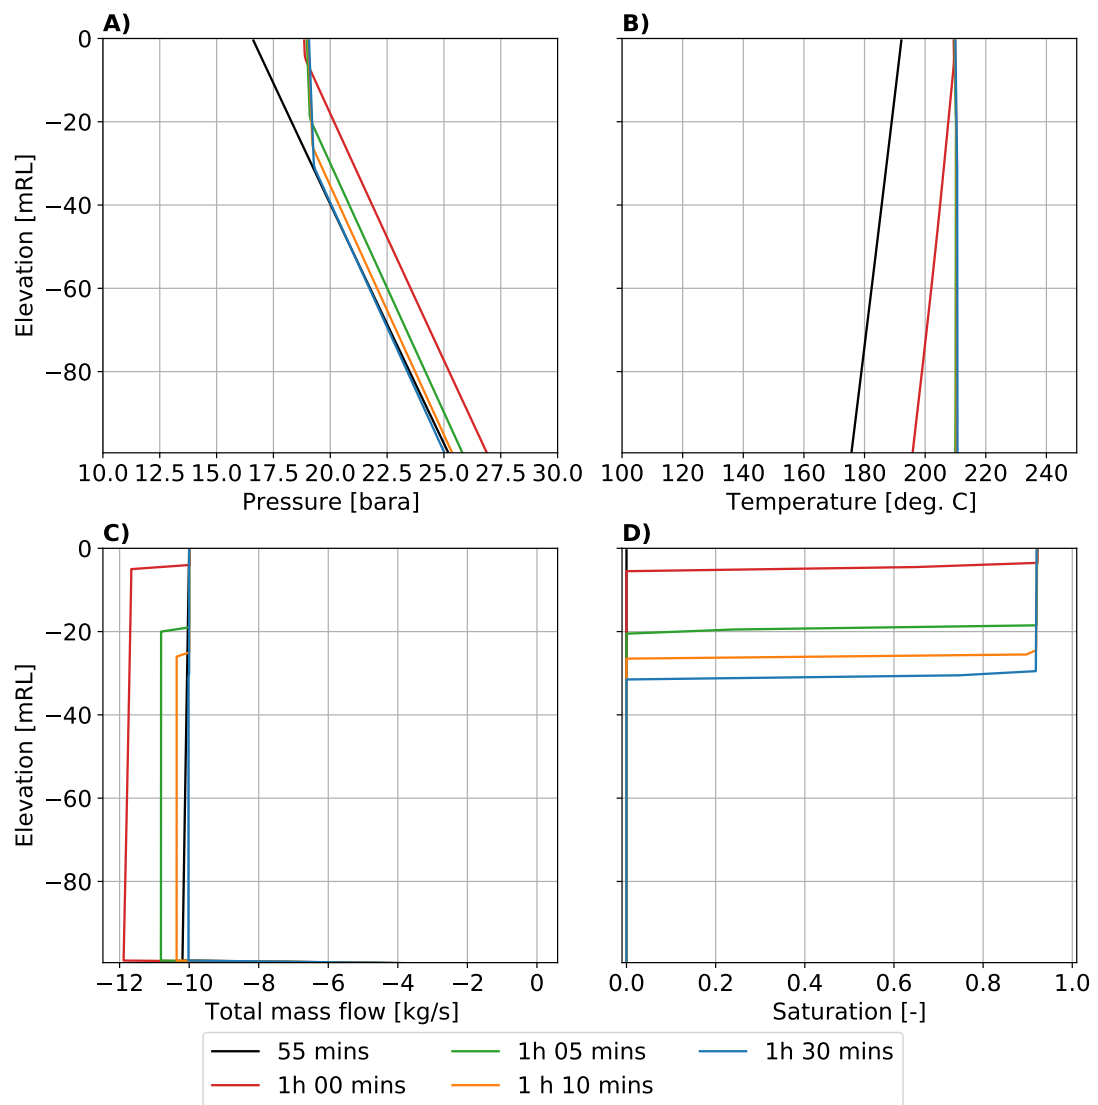 A)
B)
0
−20
−40
−60
−80
Elevation [mRL]
10.0 12.5 15.0 17.5 20.0 22.5 25.0 27.5 30.0
100 120 140 160 180 200 220 240
Pressure [bara]
Temperature [deg. C]
C)
D)
0
−20
−40
−60
−80
Elevation [mRL]
−12 −10 −8 −6 −4 −2 0
0.0 0.2 0.4 0.6 0.8 1.0
Total mass flow [kg/s]
Saturation [-]
55 mins 1h 05 mins 1h 30 mins
1h 00 mins 1 h 10 mins